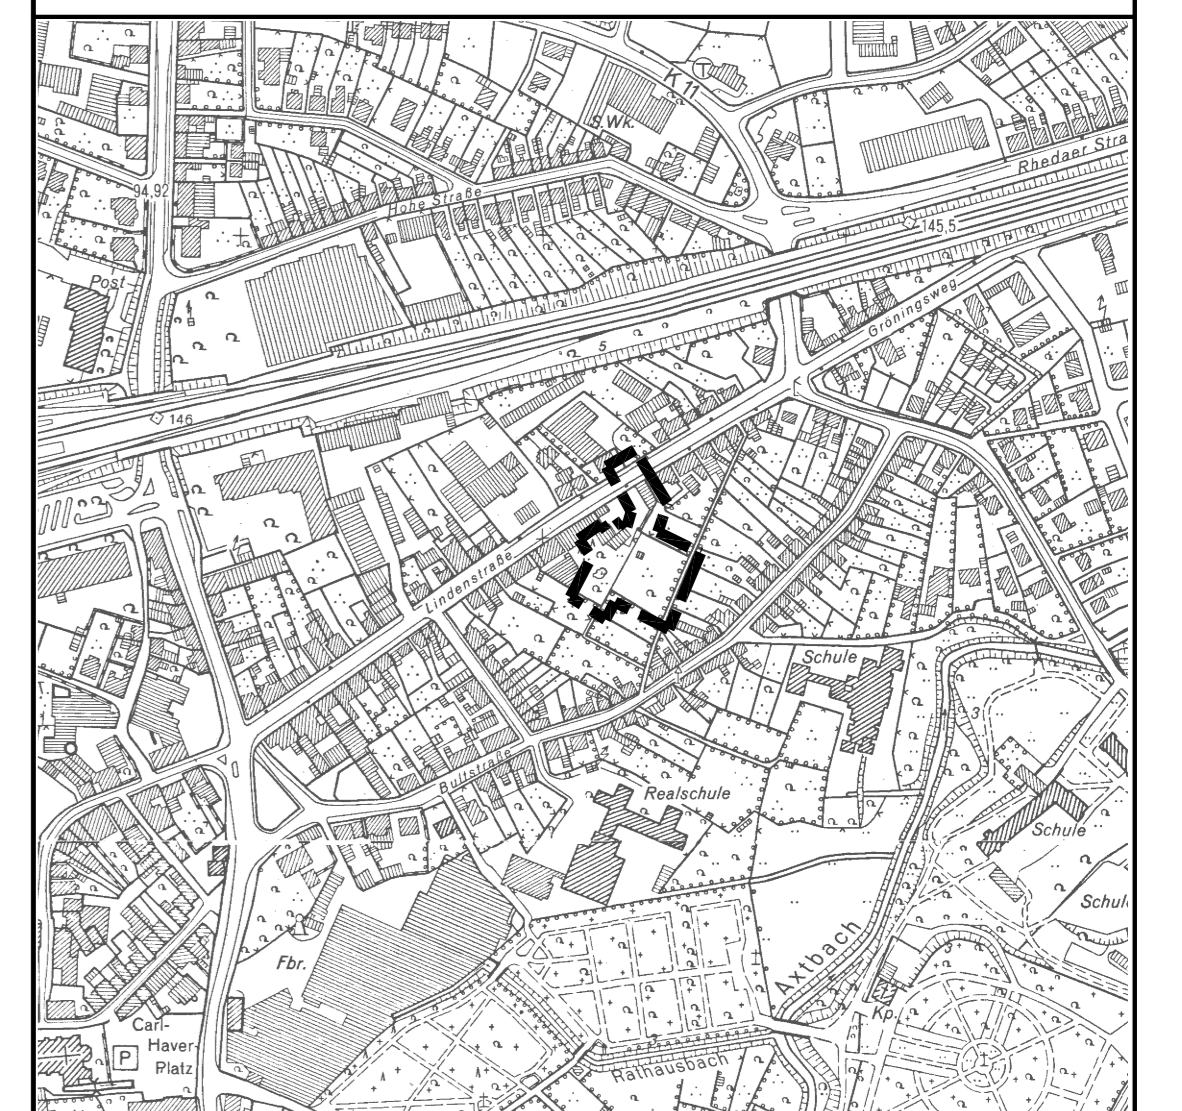 K 11
S.Wk.
Rhedaer Stra
94,92
Hohe Straße
145,5
Post
Gröningsweg
5
146
Lindenstraße
Schule
3
Bultstraße
Realschule
Schule
Schul
Axtbach
Fbr.
Kp.
Carl-
Haver-
Platz
P
Rathausbach